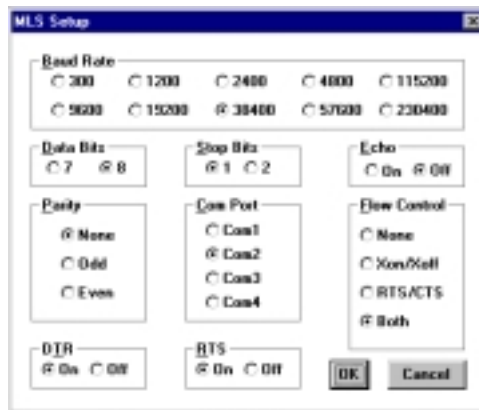 MLS Setup
Baud Rate
300 1200 2400 4800 115200
9600 19200 38400 57600 230400
Data Bits Stop Bits Echo
7 8 1 2 On Off
Parity
None
Odd
Even
Com Port
Com1
Com2
Com3
Com4
Flow Control
None
Xon/Xoff
RTS/CTS
Both
DTR RTS
On Off On Off
OK Cancel